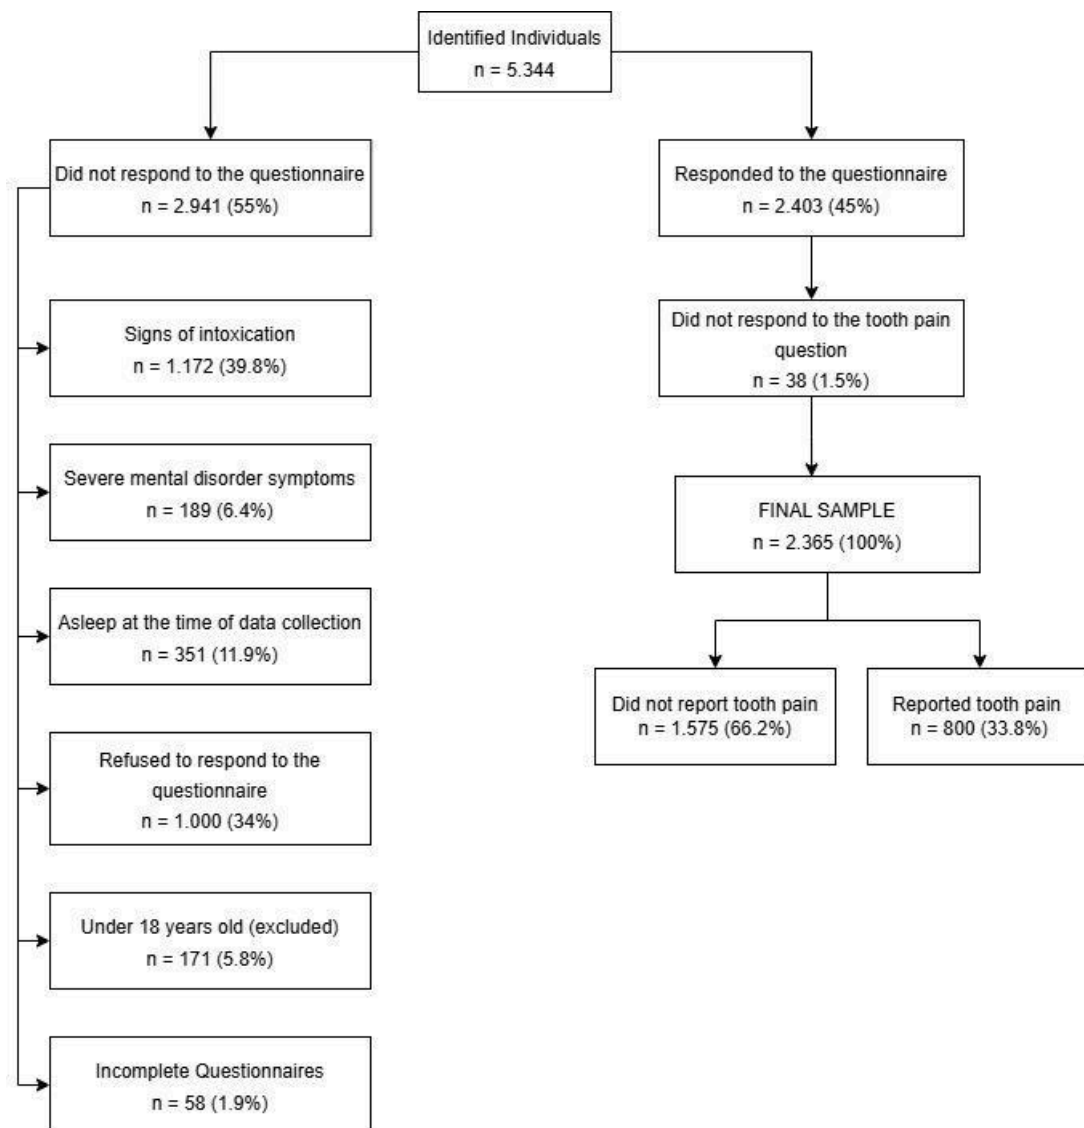 Identified Individuals
n = 5.344
Did not respond to the questionnaire
n = 2.941 (55%)
Responded to the questionnaire
n = 2.403 (45%)
Signs of intoxication
n = 1.172 (39.8%)
Did not respond to the tooth pain
question
n = 38 (1.5%)
Severe mental disorder symptoms
n = 189 (6.4%)
FINAL SAMPLE
n = 2.365 (100%)
Asleep at the time of data collection
n = 351 (11.9%)
Did not report tooth pain
n = 1.575 (66.2%)
Reported tooth pain
n = 800 (33.8%)
Refused to respond to the
questionnaire
n = 1.000 (34%)
Under 18 years old (excluded)
n = 171 (5.8%)
Incomplete Questionnaires
n = 58 (1.9%)